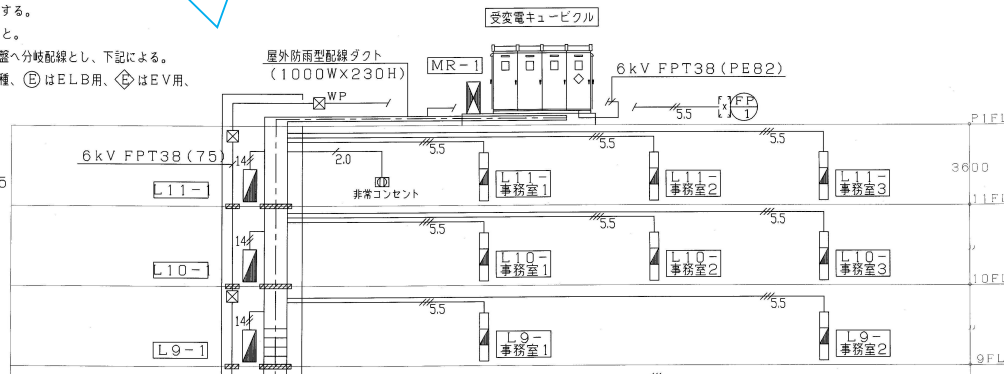 する。
と。
盤へ分岐配線とし、下記による。
種、ⒺはELB用、EはEV用、
受変電キュービクル
屋外防雨型配線ダクト
(1000W×230H)
MR-1
6kV FPT38(PE82)
WP
5.5
FP
1
P1FL
6kV FPT38(75)
14
2.0
5.5
5.5
5.5
3600
5
L11-1
非常コンセント
L11-
事務室1
L11-
事務室2
L11-
事務室3
11FL
14
5.5
5.5
5.5
L10-1
L10-
事務室1
L10-
事務室2
L10-
事務室3
10FL
14
5.5
5.5
L9-1
L9-
事務室1
L9-
事務室2
9FL